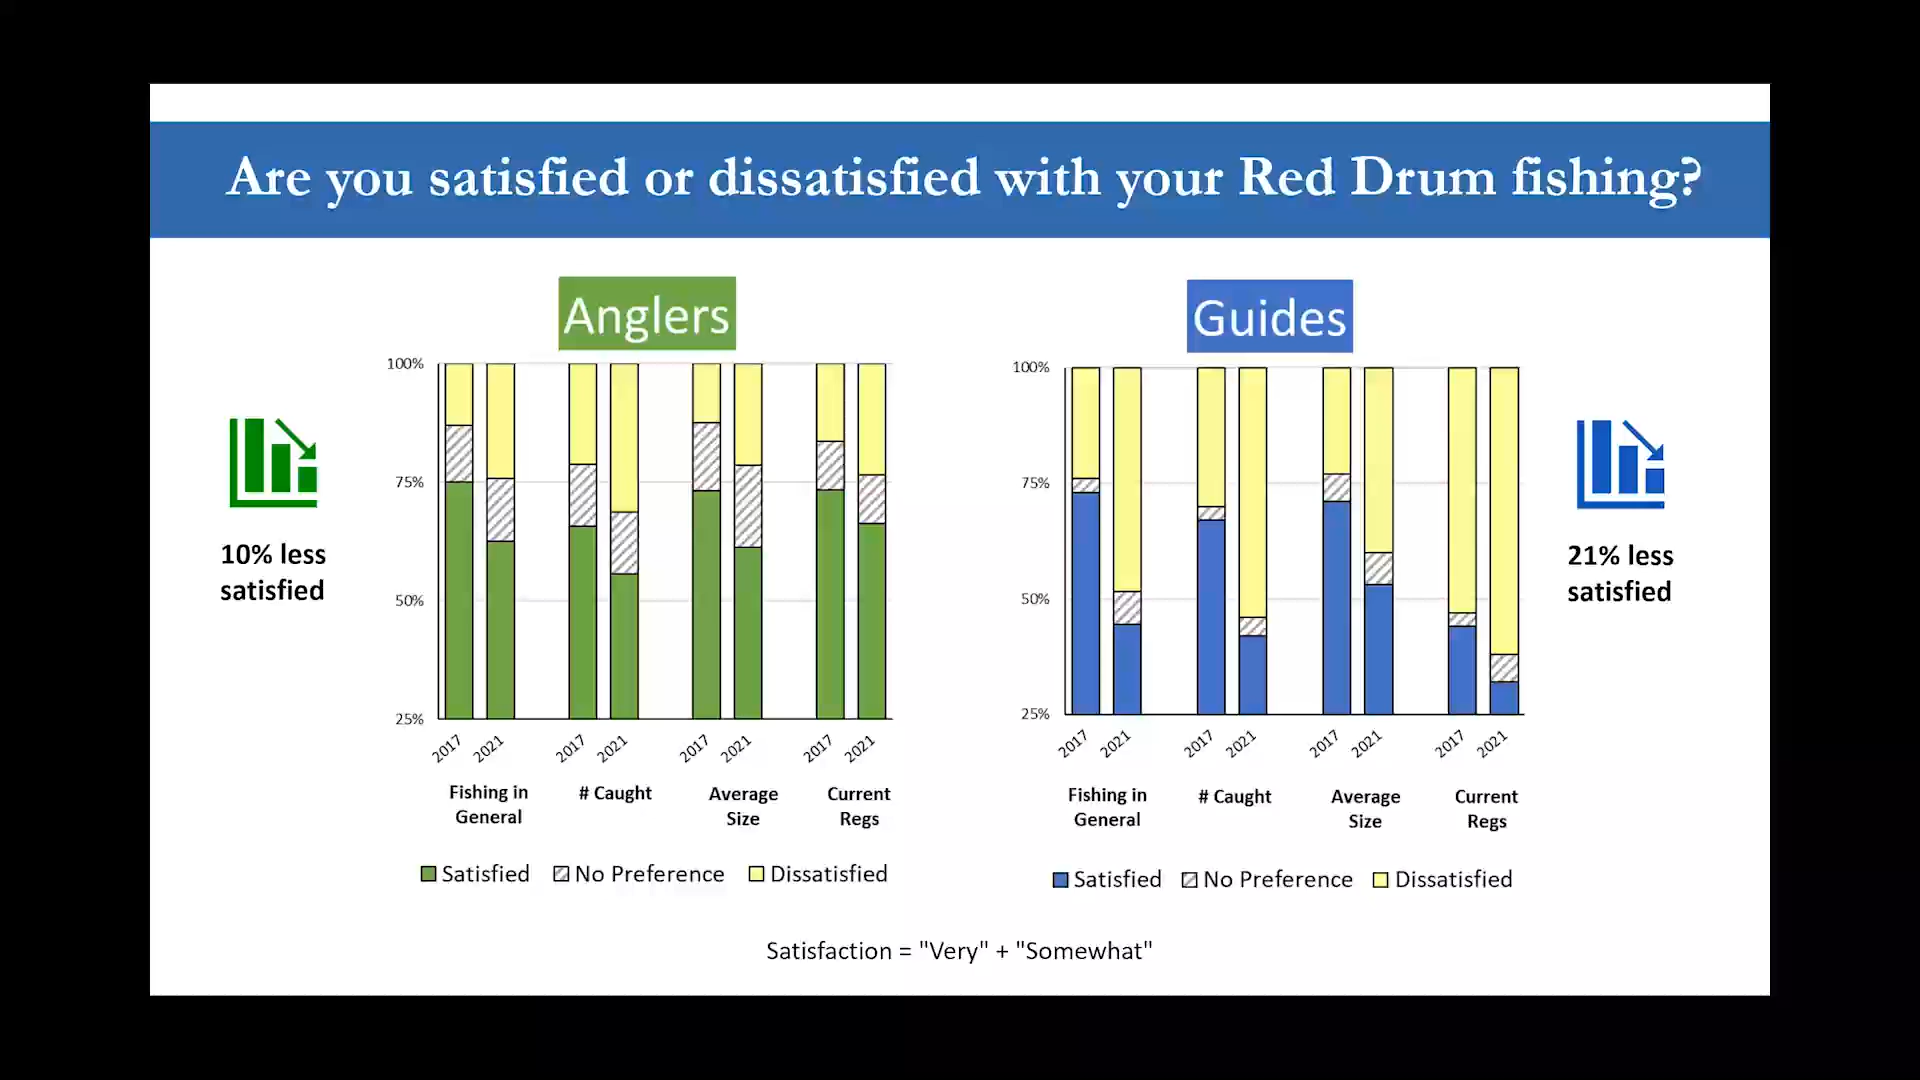 Are you satisfied or dissatisfied with your Red Drum fishing?
Anglers
100%
75%
50%
25%
2017
2021
2017
2021
2017
2021
2017
2021
Fishing in
General
# Caught
Average
Size
Current
Regs
Satisfied
No Preference
Dissatisfied
10% less
satisfied
Guides
100%
75%
50%
25%
2017
2021
2017
2021
2017
2021
2017
2021
Fishing in
General
# Caught
Average
Size
Current
Regs
Satisfied
No Preference
Dissatisfied
21% less
satisfied
Satisfaction = "Very" + "Somewhat"